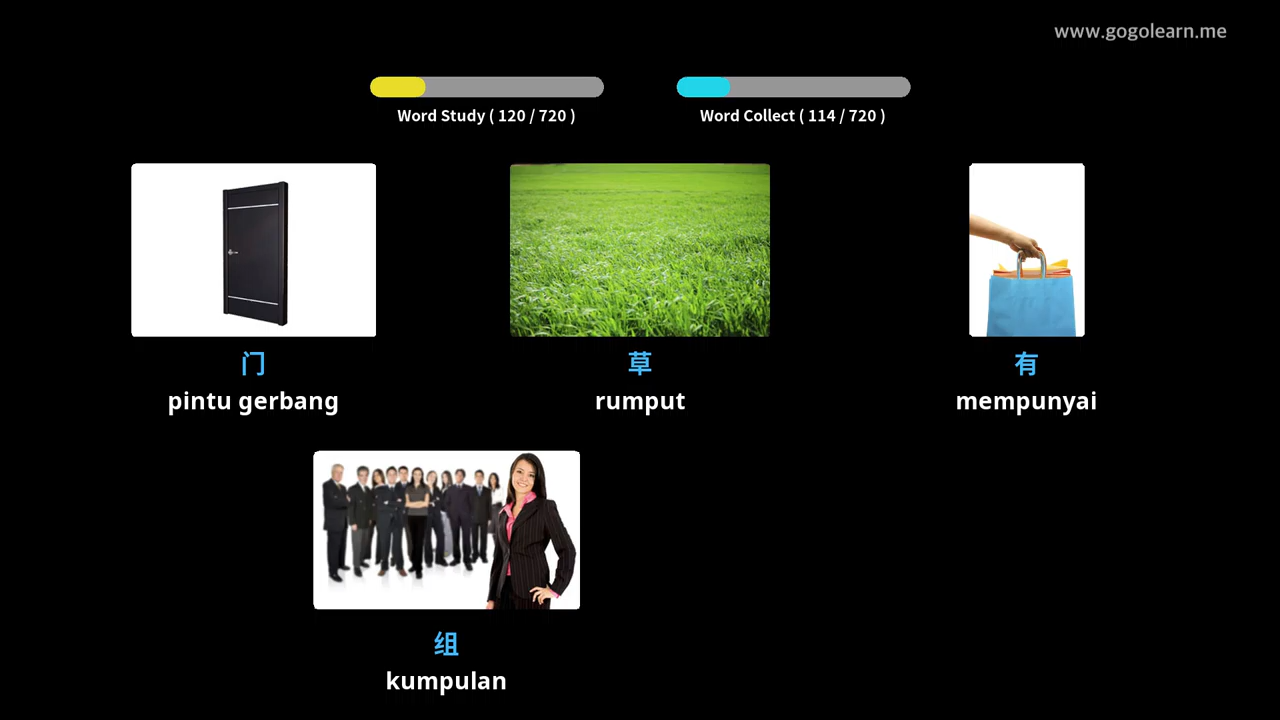 www.gogolearn.me
Word Study ( 120 / 720 )
Word Collect ( 114 / 720 )
门
pintu gerbang
草
rumput
有
mempunyai
组
kumpulan